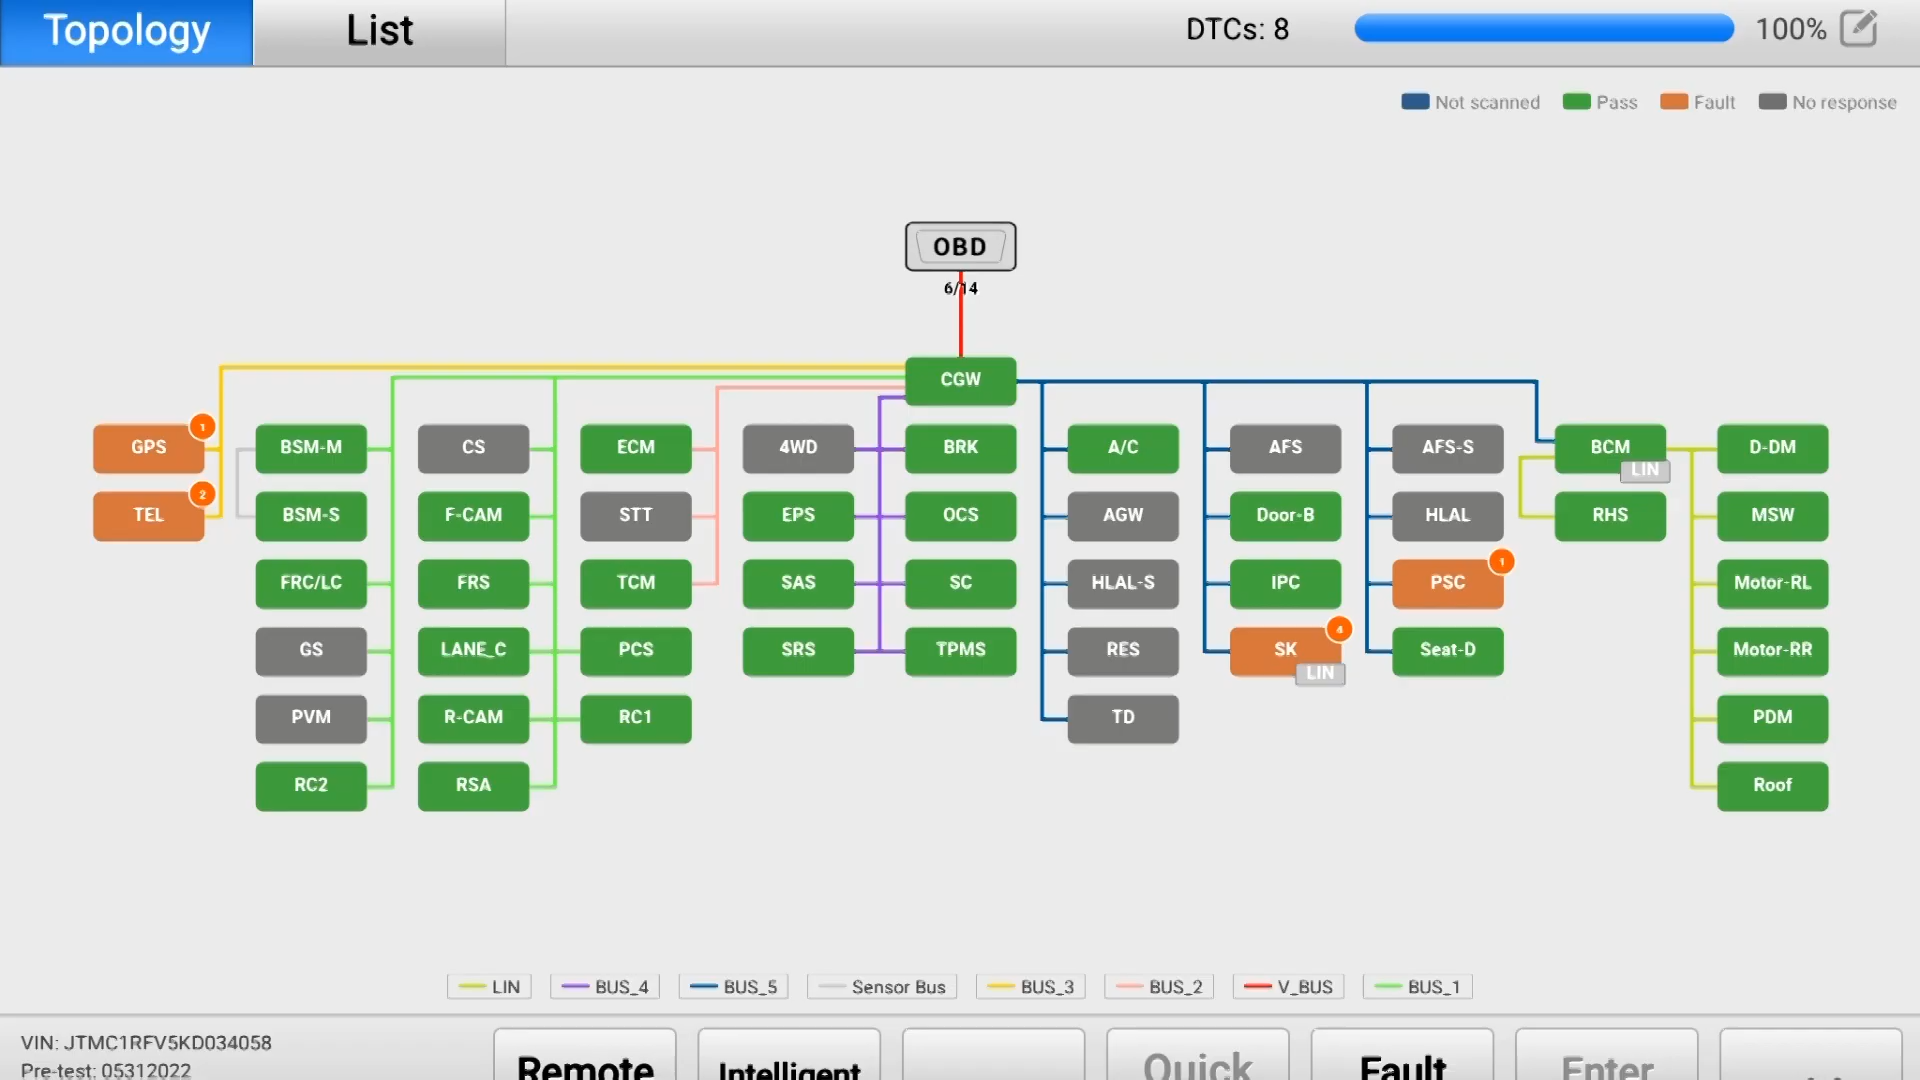 Topology
List
DTCs: 8
100%
Not scanned
Pass
Fault
No response
OBD
6/14
CGW
GPS 1
BSM-M
CS
ECM
4WD
BRK
A/C
AFS
AFS-S
BCM
LIN
D-DM
TEL 2
BSM-S
F-CAM
STT
EPS
OCS
AGW
Door-B
HLAL
RHS
MSW
FRC/LC
FRS
TCM
SAS
SC
HLAL-S
IPC
PSC 1
Motor-RL
GS
LANE_C
PCS
SRS
TPMS
RES
SK 4
LIN
Seat-D
Motor-RR
PVM
R-CAM
RC1
TD
PDM
RC2
RSA
Roof
LIN
BUS_4
BUS_5
Sensor Bus
BUS_3
BUS_2
V_BUS
BUS_1
VIN: JTMC1RFV5KD034058
Pre-test: 05312022
Remote
Intelligent
Quick
Fault
Enter